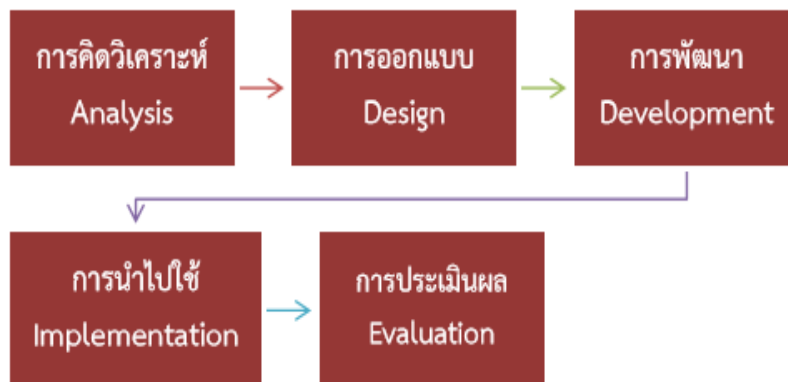 การคิดวิเคราะห์
Analysis
การออกแบบ
Design
การพัฒนา
Development
การนำไปใช้
Implementation
การประเมินผล
Evaluation